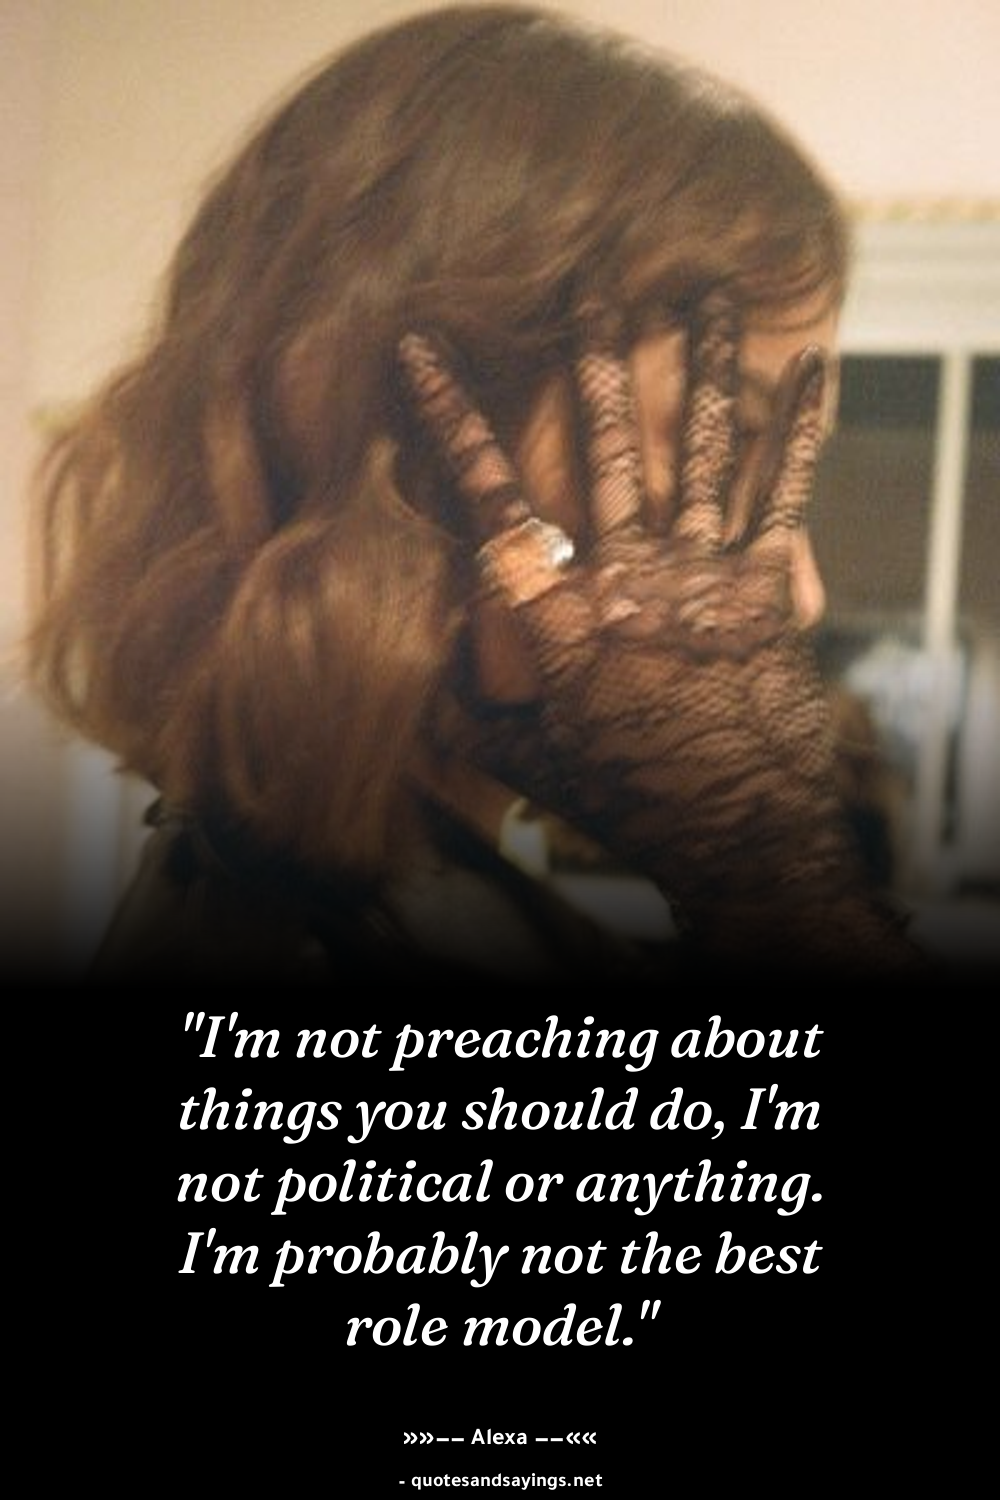 "I'm not preaching about
things you should do, I'm
not political or anything.
I'm probably not the best
role model."
»»–– Alexa ––««
- quotesandsayings.net